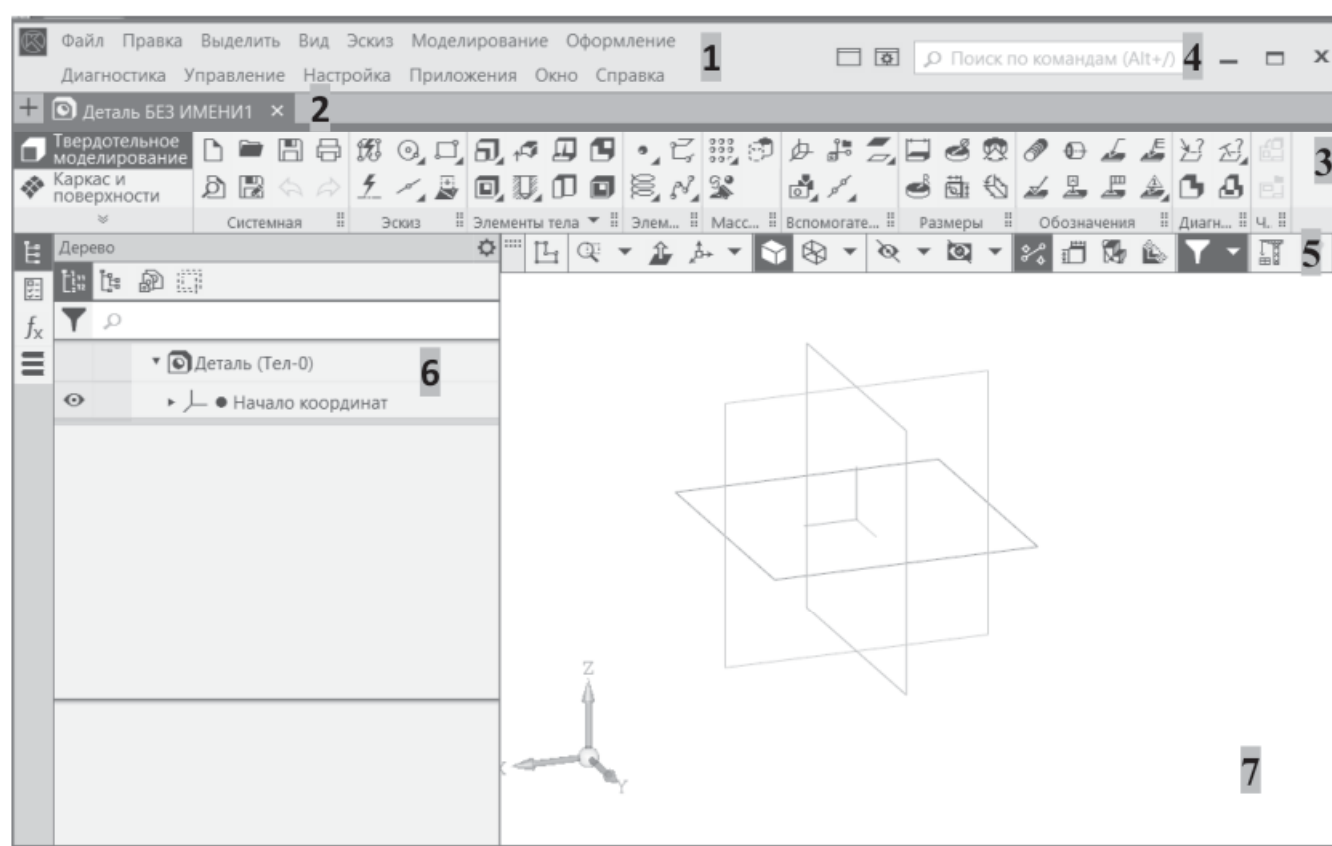 Файл Правка Выделить Вид Эскиз Моделирование Оформление
Диагностика Управление Настройка Приложения Окно Справка
1
Поиск по командам (Alt+/)
4
Деталь БЕЗ ИМЕНИ1
2
Твердотельное
моделирование
Каркас и
поверхности
3
Системная Эскиз Элементы тела Элем... Масс... Вспомогате... Размеры Обозначения Диагн... Ч..
Дерево
5
fx
Деталь (Тел-0)
6
Начало координат
Z
X
Y
7